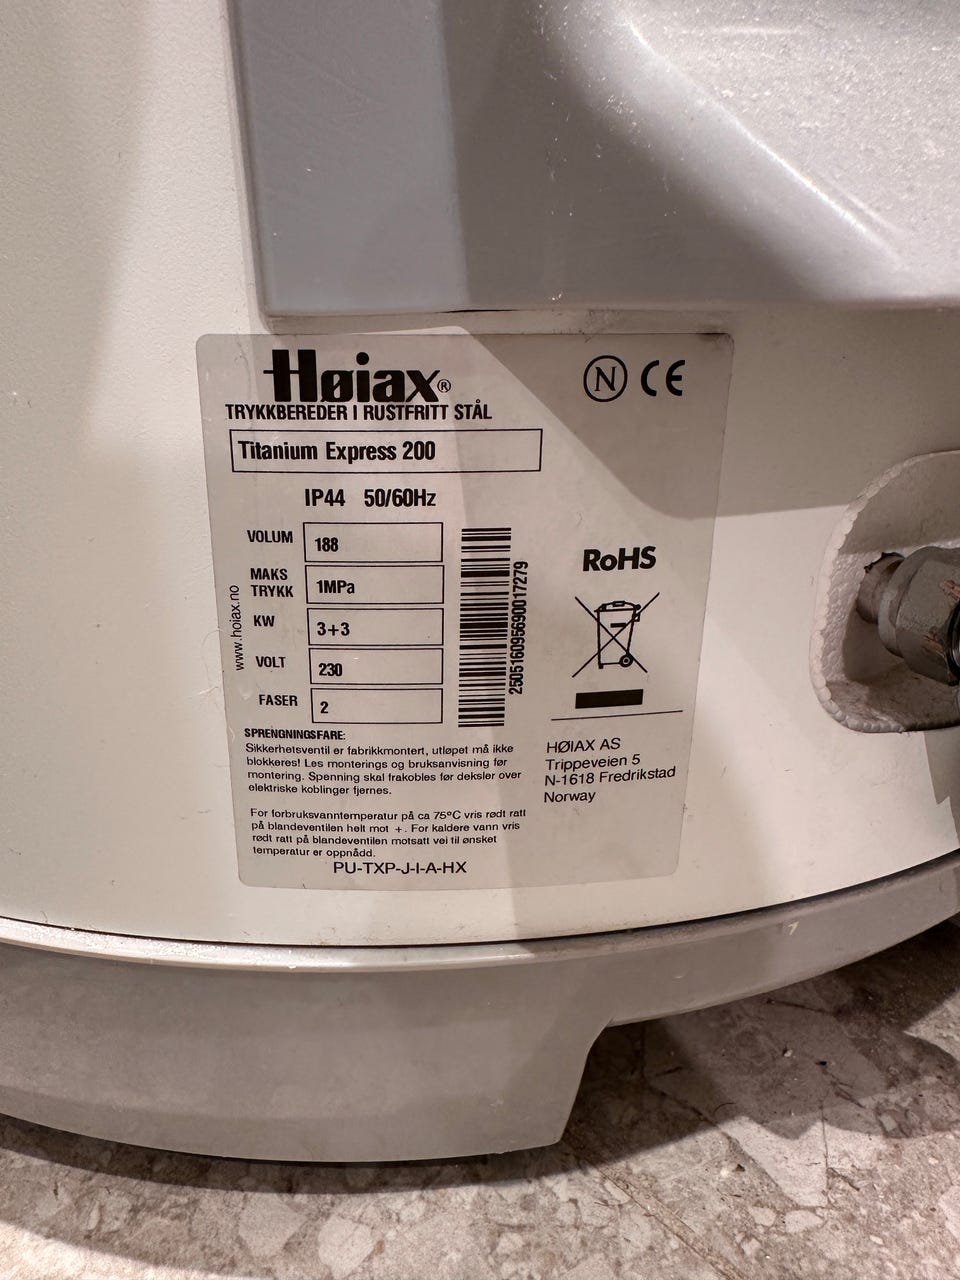 Høiax®
TRYKKBEREDER I RUSTFRITT STÅL
N CE
Titanium Express 200
IP44 50/60Hz
VOLUM 188
MAKS TRYKK 1MPa
KW 3+3
VOLT 230
FASER 2
www.hoiax.no
25051609569001​7279
RoHS
SPRENGNINGSFARE:
Sikkerhetsventil er fabrikkmontert, utløpet må ikke
blokkeres! Les monterings og bruksanvisning før
montering. Spenning skal frakobles før deksler over
elektriske koblinger fjernes.
For forbruksvanntemperatur på ca 75°C vris rødt ratt
på blandeventilen helt mot +. For kaldere vann vris
rødt ratt på blandeventilen motsatt vei til ønsket
temperatur er oppnådd.
PU-TXP-J-I-A-HX
HØIAX AS
Trippeveien 5
N-1618 Fredrikstad
Norway